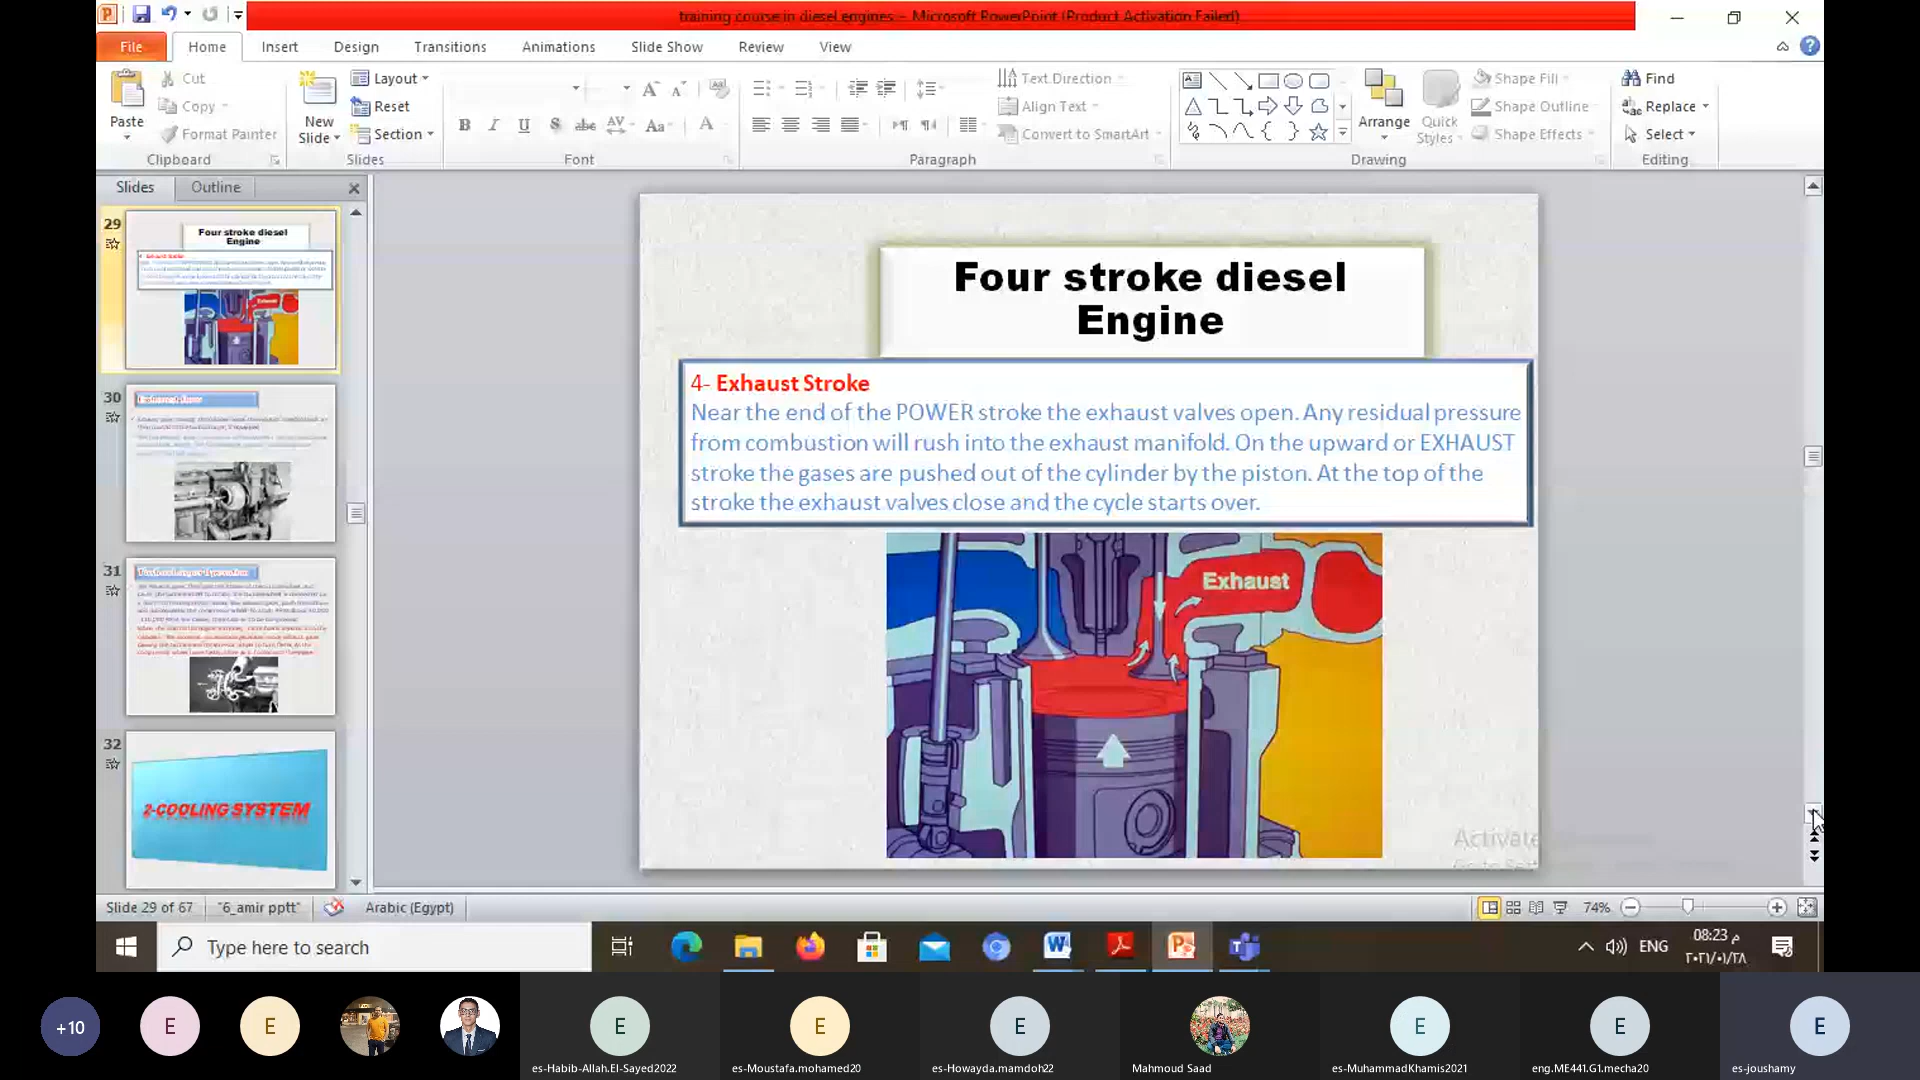 training course in diesel engines - Microsoft PowerPoint (Product Activation Failed)
File Home Insert Design Transitions Animations Slide Show Review View
Paste
Cut
Copy
Format Painter
Clipboard
New Slide
Layout
Reset
Section
Slides
Font
Text Direction
Align Text
Convert to SmartArt
Paragraph
Arrange
Quick Styles
Shape Fill
Shape Outline
Shape Effects
Drawing
Find
Replace
Select
Editing
Slides Outline
29
Four stroke diesel
Engine
Exhaust
30
31
32
2-COOLING SYSTEM
Four stroke diesel
Engine
4- Exhaust Stroke
Near the end of the POWER stroke the exhaust valves open. Any residual pressure
from combustion will rush into the exhaust manifold. On the upward or EXHAUST
stroke the gases are pushed out of the cylinder by the piston. At the top of the
stroke the exhaust valves close and the cycle starts over.
Exhaust
Activate
Slide 29 of 67 "6_amir pptt" Arabic (Egypt) 74%
Type here to search
ENG
08:23 م
٢٠٢١/٠١/٢٨
+10 E E E E E E E E
es-Habib-Allah.El-Sayed2022 es-Moustafa.mohamed20 es-Howayda.mamdoh22 Mahmoud Saad es-MuhammadKhamis2021 eng.ME441.G1.mecha20 es-joushamy